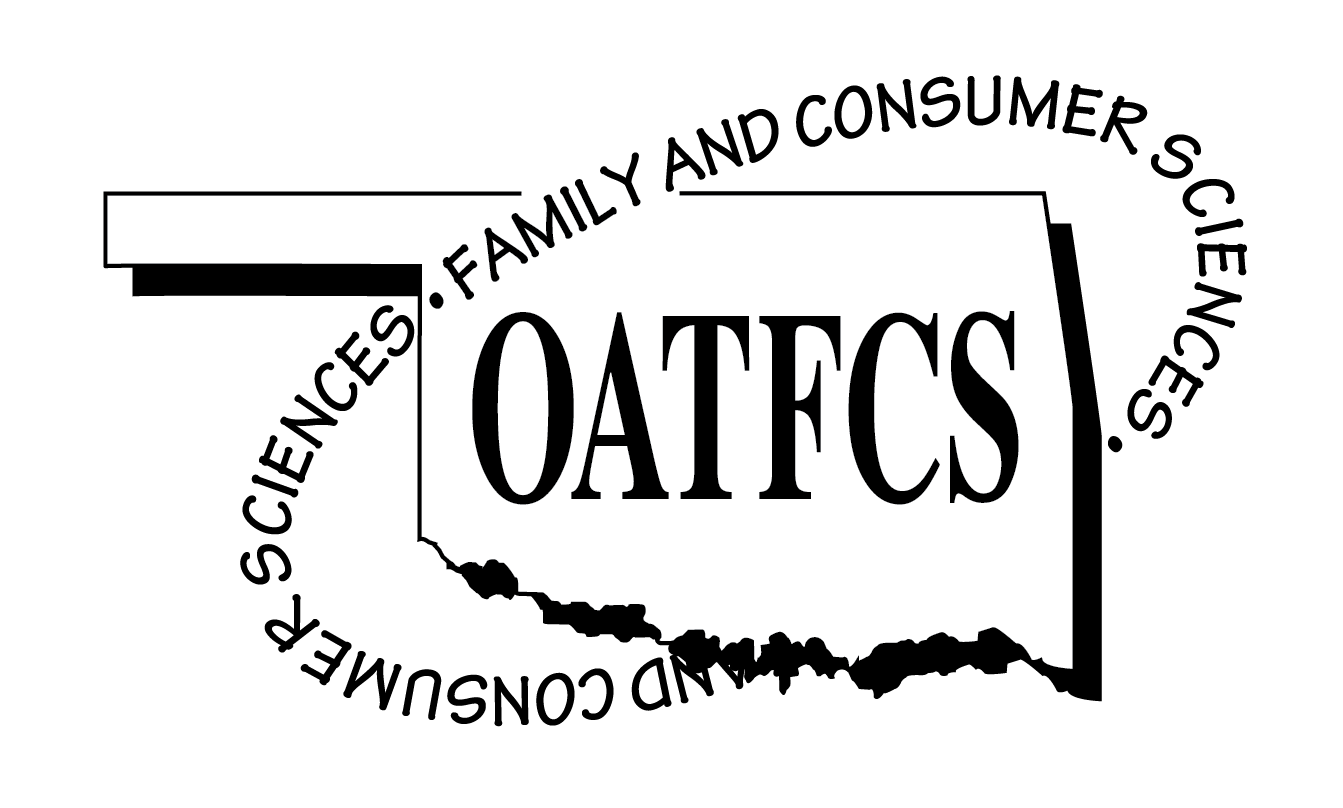 • FAMILY AND CONSUMER SCIENCES •
OATFCS
AND CONSUMER SCIENCES